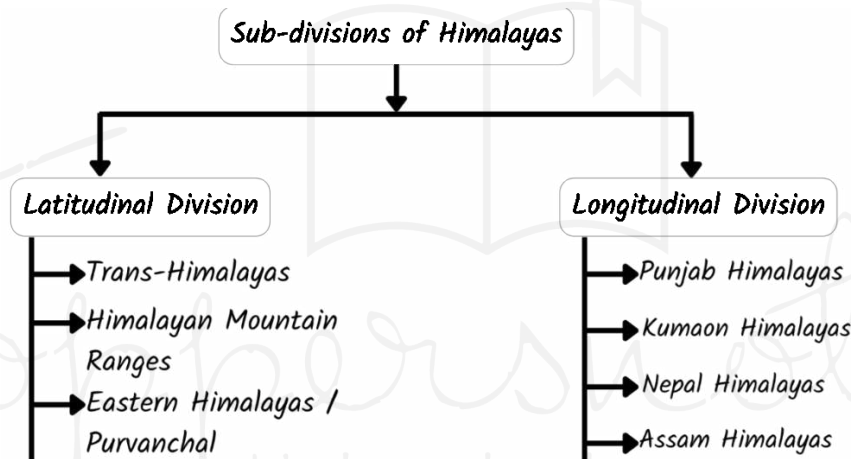 Sub-divisions of Himalayas
Latitudinal Division
Trans-Himalayas
Himalayan Mountain
Ranges
Eastern Himalayas /
Purvanchal
Longitudinal Division
Punjab Himalayas
Kumaon Himalayas
Nepal Himalayas
Assam Himalayas